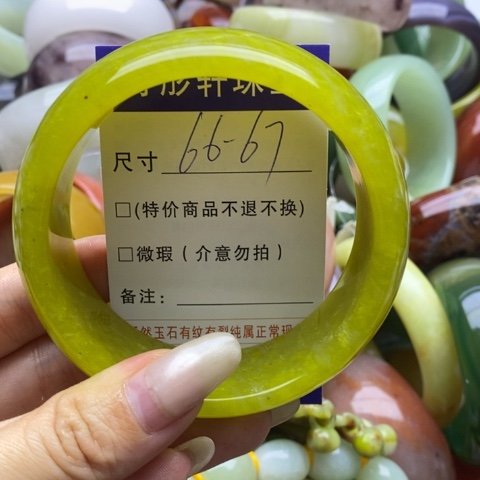 彤轩珠宝
尺寸 66-67
□(特价商品不退不换)
□微瑕(介意勿拍)
备注:
然玉石有纹有裂纯属正常现